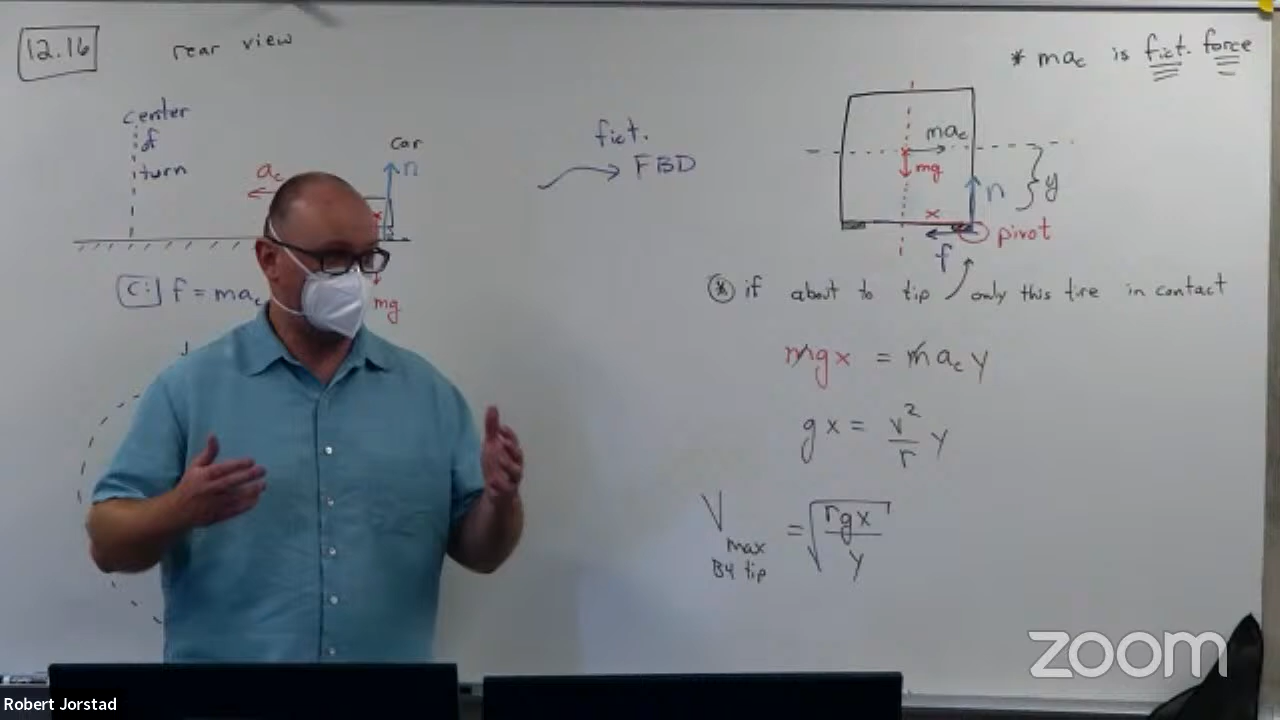 12.16
rear view
center
of
turn
a_c
car
n
x
mg
C: f = ma_c
fict.
FBD
* ma_c is fict. force
ma_c
mg
n
y
x
pivot
f
* if about to tip only this tire in contact
mgx = ma_c y
gx = v²/r y
V max B4 tip = √(rgx/y)
zoom
Robert Jorstad